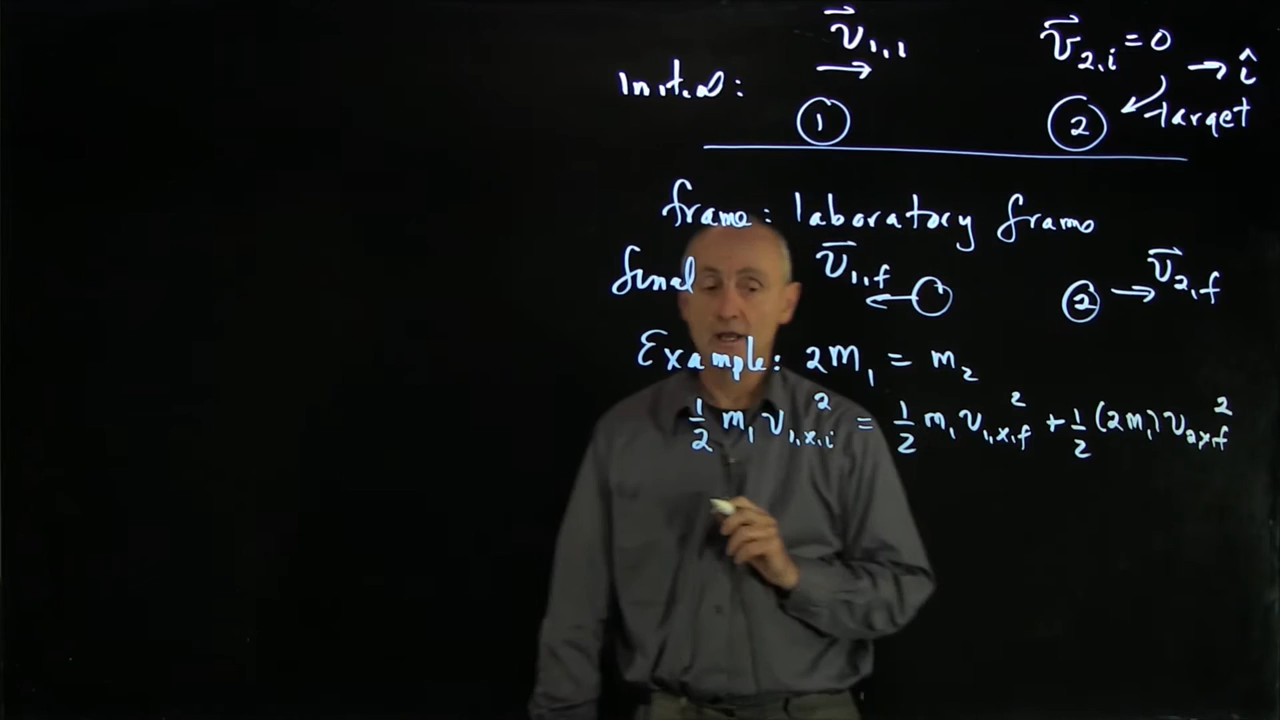 Initial: v⃗₁,ᵢ v⃗₂,ᵢ = 0 → î
1 2 target
frame: laboratory frame
final v⃗₁,f 2 → v⃗₂,f
Example: 2m₁ = m₂
½ m₁ v₁,ₓ,ᵢ² = ½ m₁ v₁,ₓ,f² + ½ (2m₁) v₂,ₓ,f²